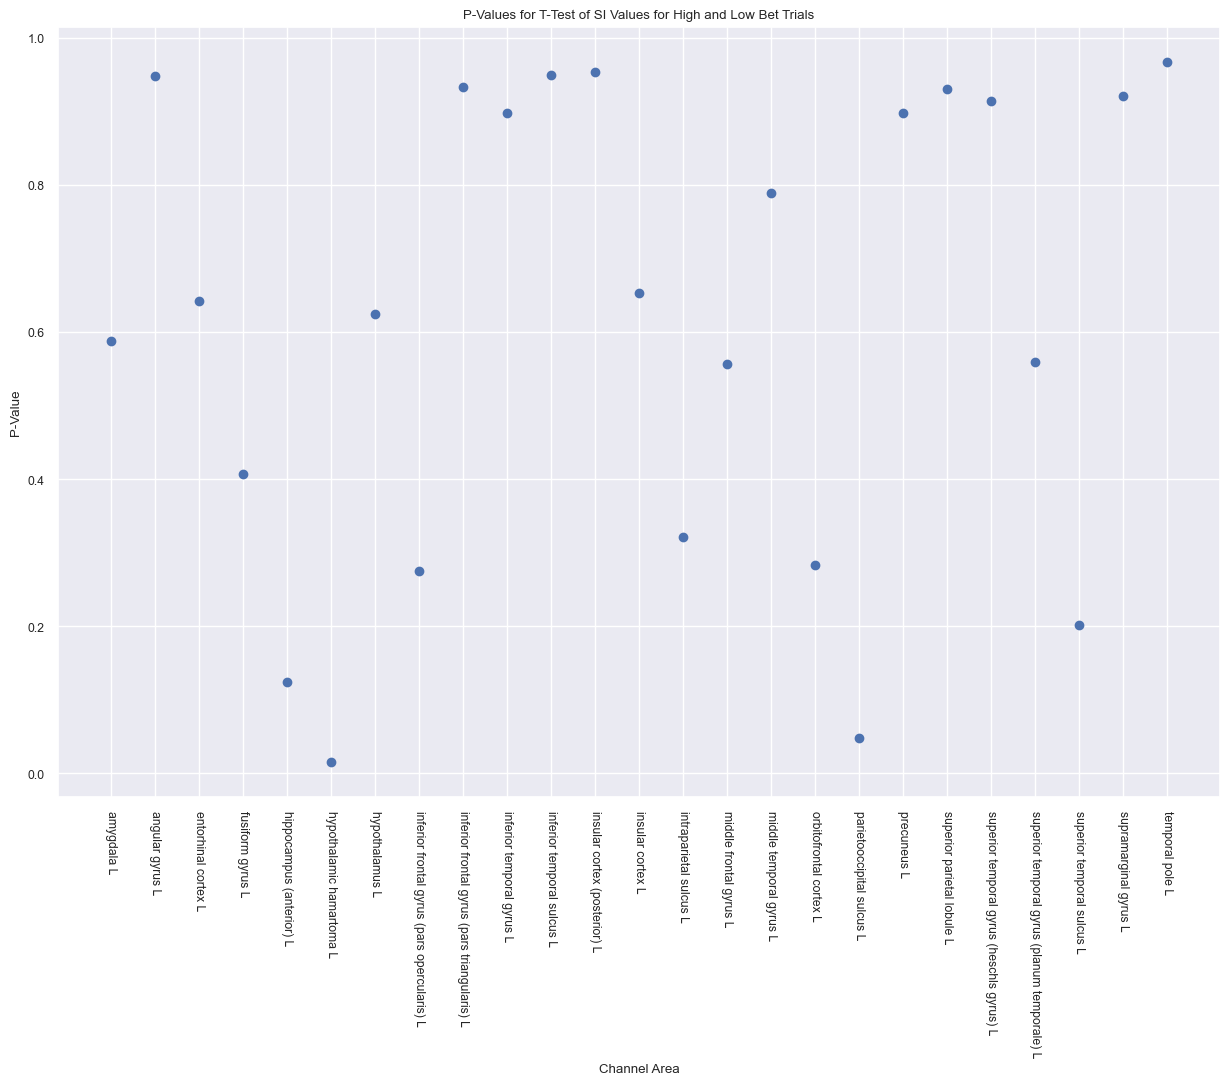 P-Values for T-Test of SI Values for High and Low Bet Trials
1.0
0.8
0.6
0.4
0.2
0.0
P-Value
amygdala L
angular gyrus L
entorhinal cortex L
fusiform gyrus L
hippocampus (anterior) L
hypothalamic hamartoma L
hypothalamus L
inferior frontal gyrus (pars opercularis) L
inferior frontal gyrus (pars triangularis) L
inferior temporal gyrus L
inferior temporal sulcus L
insular cortex (posterior) L
insular cortex L
intraparietal sulcus L
middle frontal gyrus L
middle temporal gyrus L
orbitofrontal cortex L
parietooccipital sulcus L
precuneus L
superior parietal lobule L
superior temporal gyrus (heschls gyrus) L
superior temporal gyrus (planum temporale) L
superior temporal sulcus L
supramarginal gyrus L
temporal pole L
Channel Area